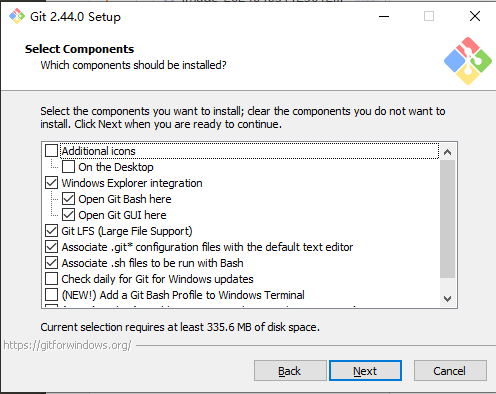 Git 2.44.0 Setup
Select Components
Which components should be installed?
Select the components you want to install; clear the components you do not want to
install. Click Next when you are ready to continue.
Additional icons
On the Desktop
Windows Explorer integration
Open Git Bash here
Open Git GUI here
Git LFS (Large File Support)
Associate .git* configuration files with the default text editor
Associate .sh files to be run with Bash
Check daily for Git for Windows updates
(NEW!) Add a Git Bash Profile to Windows Terminal
Current selection requires at least 335.6 MB of disk space.
https://gitforwindows.org/
Back
Next
Cancel